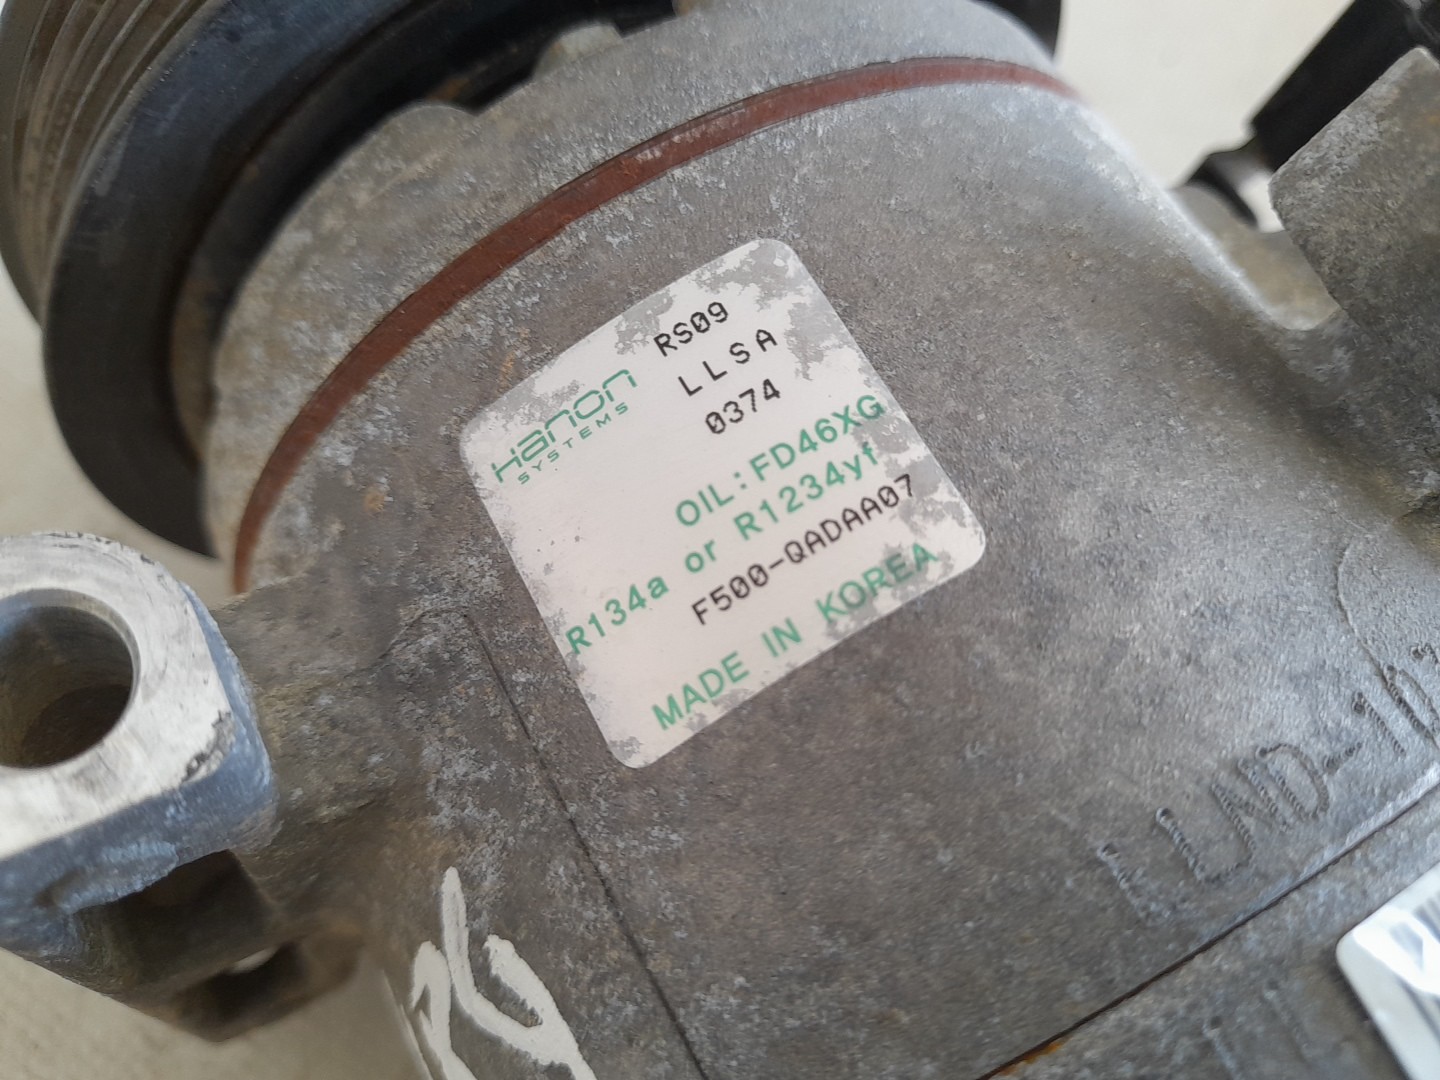 HANON
SYSTEMS
RS09
LLSA
0374
OIL:FD46XG
R134a or R1234yf
F500-QADAA07
MADE IN KOREA